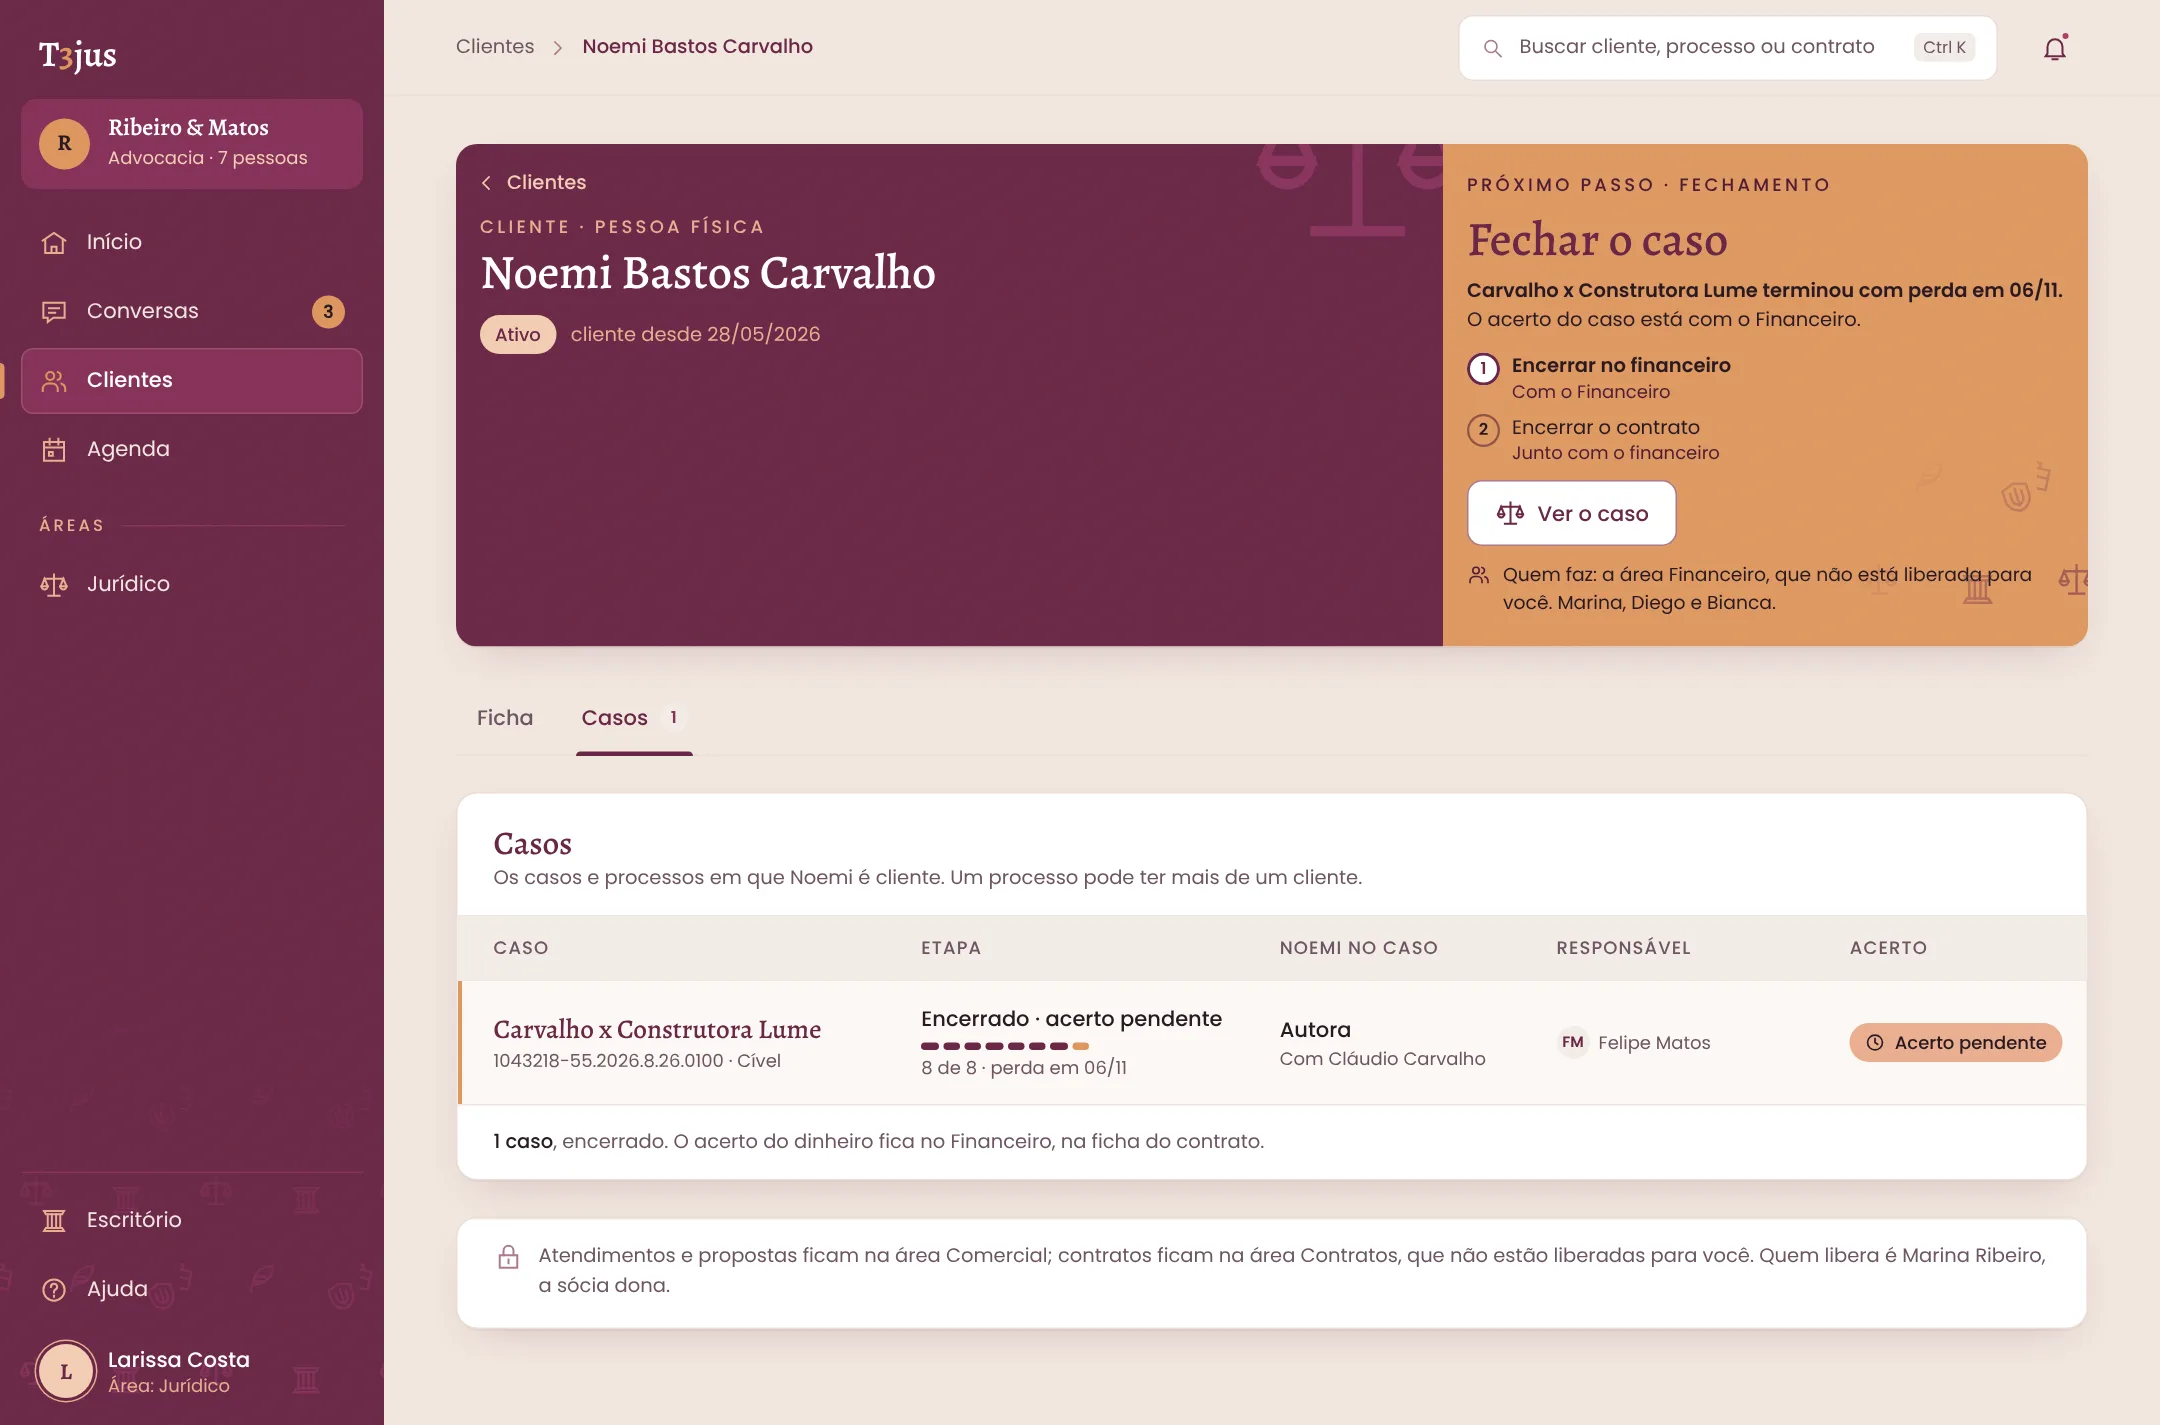 T3jus
R
Ribeiro & Matos
Advocacia · 7 pessoas
Início
Conversas
3
Clientes
Agenda
ÁREAS
Jurídico
Escritório
Ajuda
L
Larissa Costa
Área: Jurídico
Clientes
Noemi Bastos Carvalho
Buscar cliente, processo ou contrato
Ctrl K
Clientes
CLIENTE · PESSOA FÍSICA
Noemi Bastos Carvalho
Ativo
cliente desde 28/05/2026
PRÓXIMO PASSO · FECHAMENTO
Fechar o caso
Carvalho x Construtora Lume terminou com perda em 06/11.
O acerto do caso está com o Financeiro.
1
Encerrar no financeiro
Com o Financeiro
2
Encerrar o contrato
Junto com o financeiro
Ver o caso
Quem faz: a área Financeiro, que não está liberada para
você. Marina, Diego e Bianca.
Ficha
Casos 1
Casos
Os casos e processos em que Noemi é cliente. Um processo pode ter mais de um cliente.
CASO
ETAPA
NOEMI NO CASO
RESPONSÁVEL
ACERTO
Carvalho x Construtora Lume
1043218-55.2026.8.26.0100 · Cível
Encerrado · acerto pendente
8 de 8 · perda em 06/11
Autora
Com Cláudio Carvalho
FM
Felipe Matos
Acerto pendente
1 caso, encerrado. O acerto do dinheiro fica no Financeiro, na ficha do contrato.
Atendimentos e propostas ficam na área Comercial; contratos ficam na área Contratos, que não estão liberadas para você. Quem libera é Marina Ribeiro,
a sócia dona.